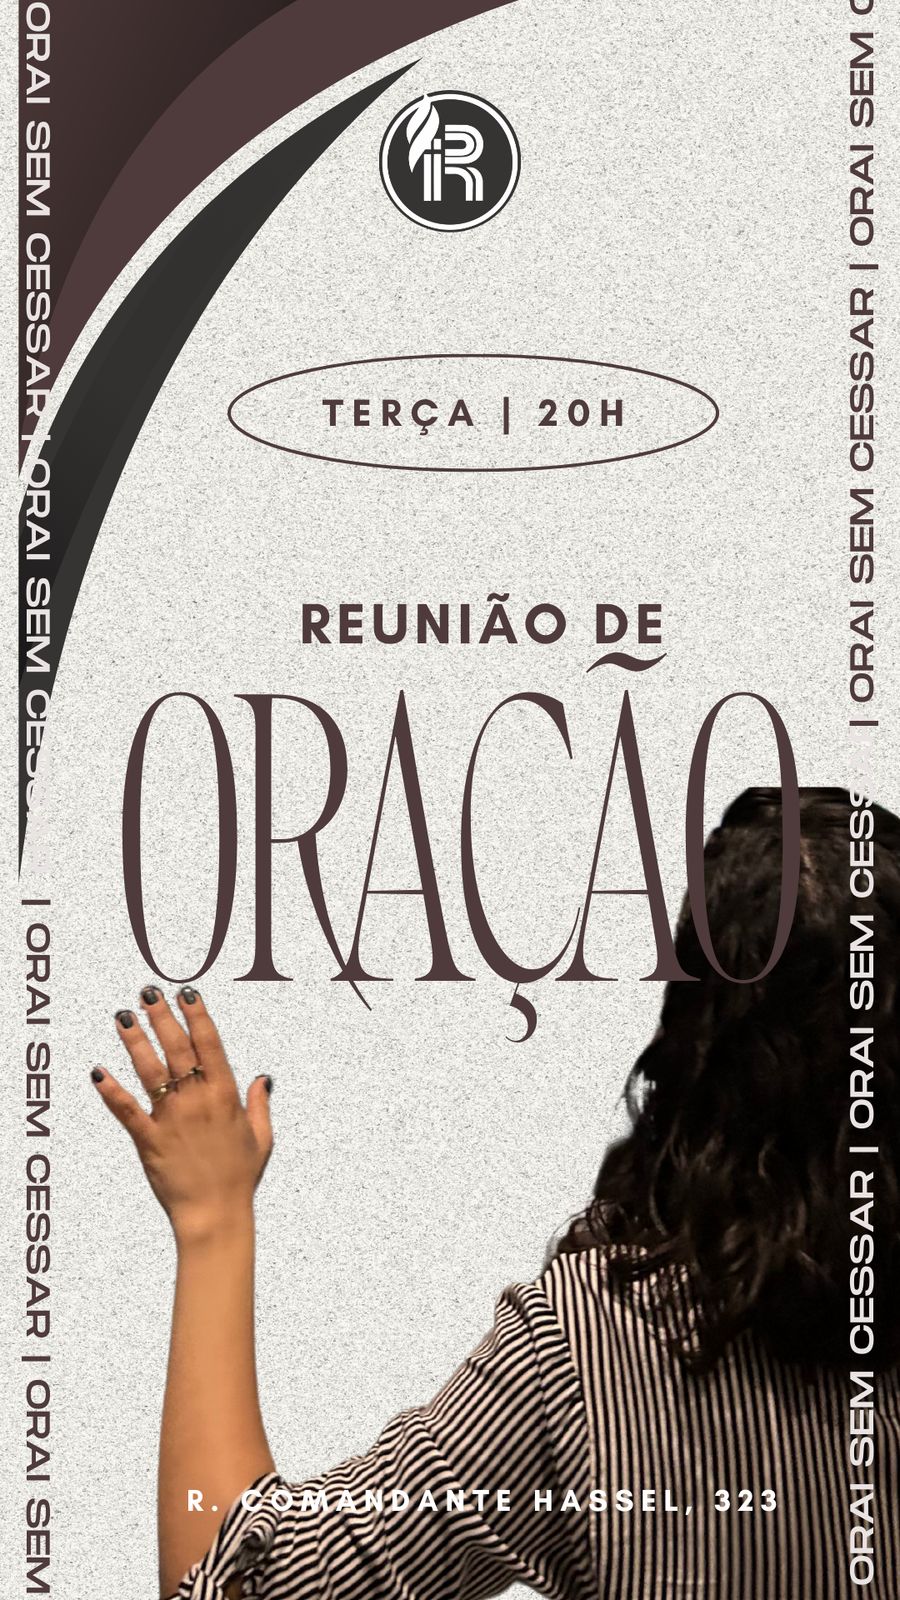 iR
TERÇA | 20H
REUNIÃO DE
ORAÇÃO
R. COMANDANTE HASSEL, 323
ORAI SEM CESSAR | ORAI SEM CESSAR | ORAI SEM CESSAR | ORAI SEM
ORAI SEM CESSAR | ORAI SEM CESSAR | ORAI SEM CESSAR | ORAI SEM C